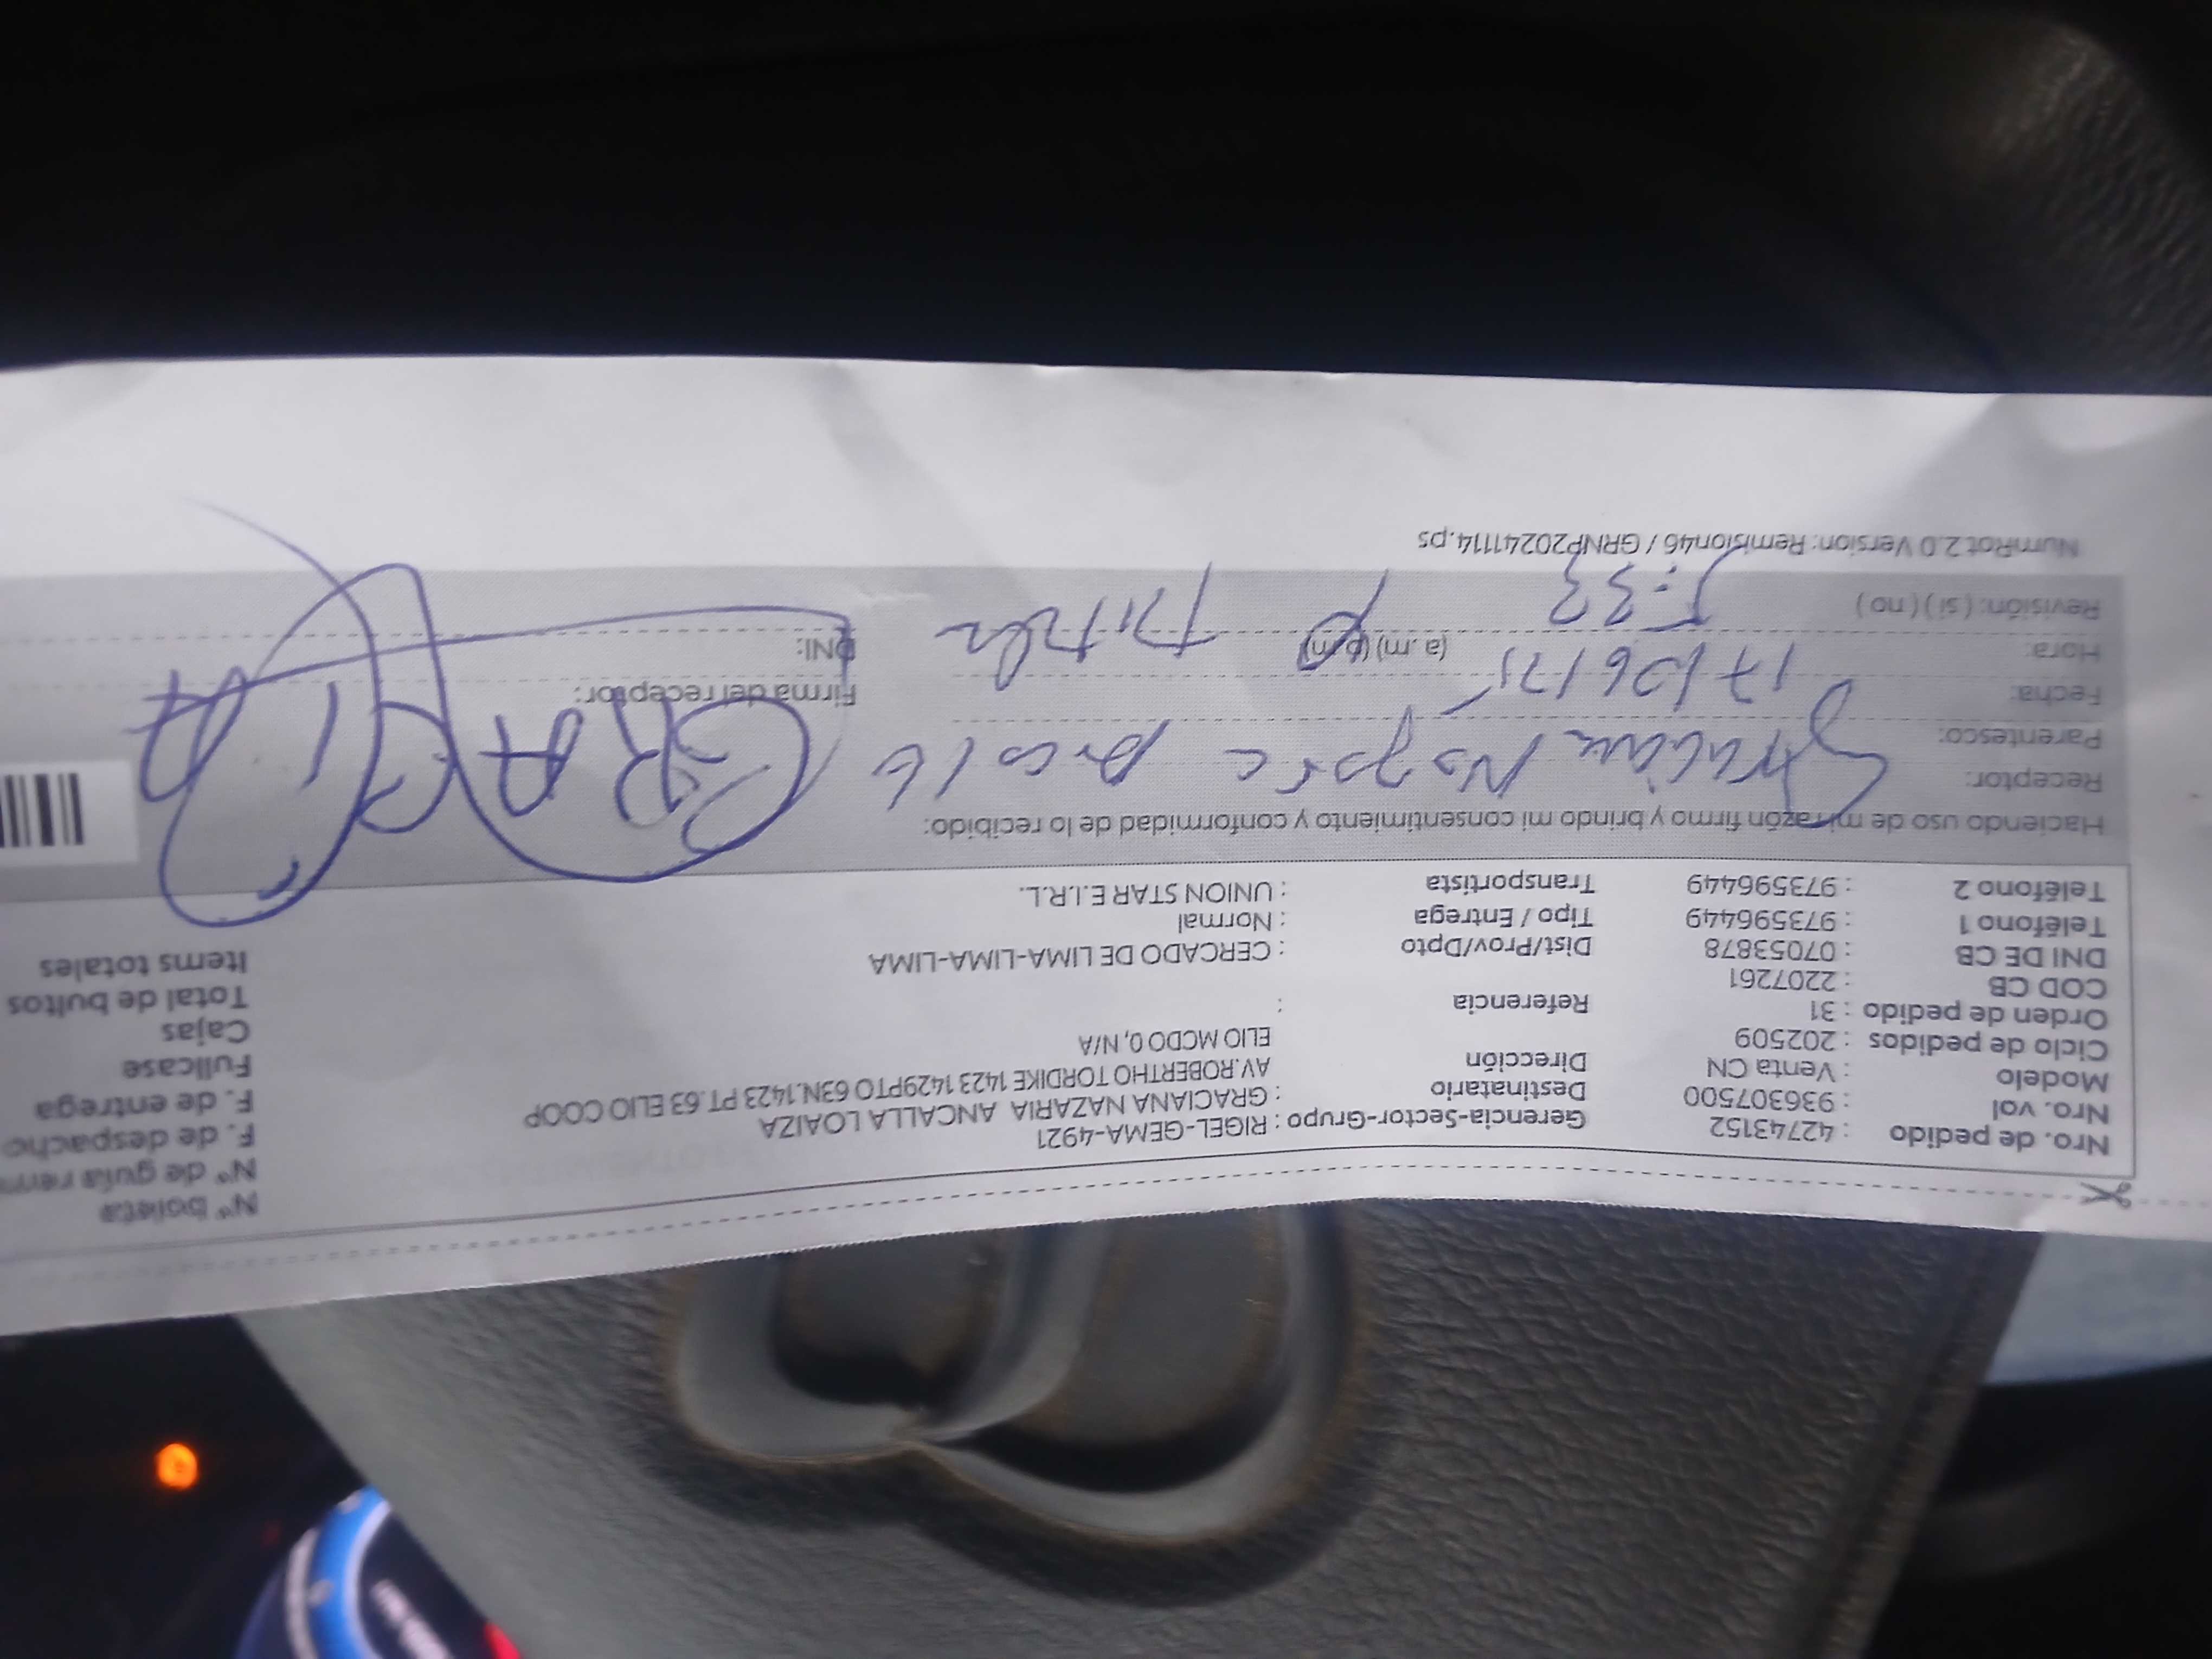 Nro. de pedido : 42743152 Gerencia-Sector-Grupo : RIGEL-GEMA-4921 N° boleta
Nro. val : 936307500 Destinatario : GRACIANA NAZARIA ANCALLA LOAIZA N° de guía
Modelo : Venta CN Dirección AV.ROBERTHO TORDIKE 1423 1429PTO 63N.1423 PT.63 ELIO COOP F. de despacho
Ciclo de pedidos : 202509 ELIO MCDO 0, N/A F. de entrega
Orden de pedido : 31 Referencia : Fullcase
COD CB : 2207261 Cajas
DNI DE CB : 07053878 Dist/Prov/Dpto : CERCADO DE LIMA-LIMA-LIMA Total de bultos
Teléfono 1 : 973596449 Tipo / Entrega : Normal Items totales
Teléfono 2 : 973596449 Transportista : UNION STAR E.I.R.L.
Haciendo uso de mi razón firmo y brindo mi consentimiento y conformidad de lo recibido:
Receptor: Graciana
Parentesco: GRACIA
Fecha: 17/06/25 Firma del receptor:
Hora: 5:33 (a.m) (p.m) DNI:
Revisión: ( si ) ( no ) Titular
NumRot 2.0 Version: Remision46 / GRNP20241114.ps